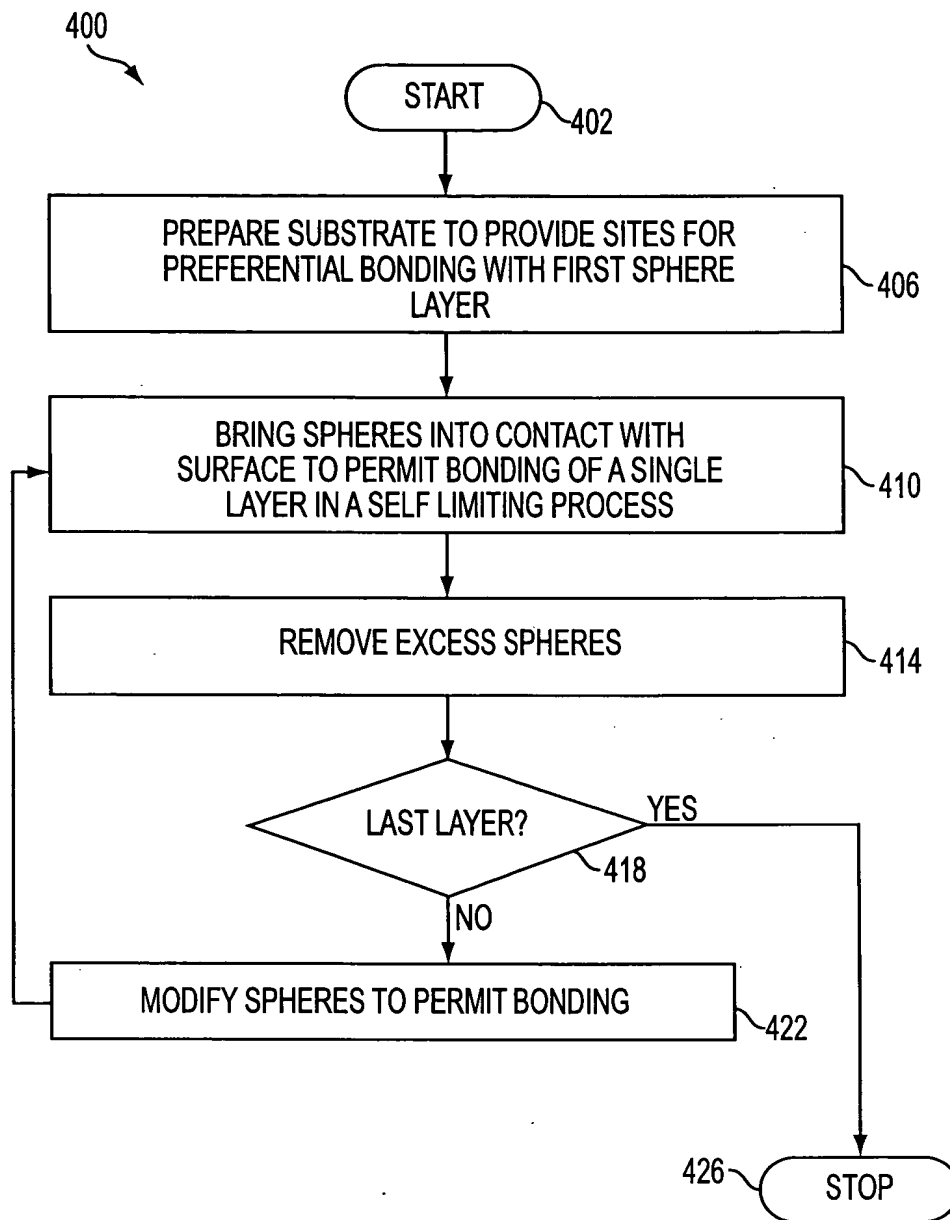 400
START
402
PREPARE SUBSTRATE TO PROVIDE SITES FOR
PREFERENTIAL BONDING WITH FIRST SPHERE
LAYER
406
BRING SPHERES INTO CONTACT WITH
SURFACE TO PERMIT BONDING OF A SINGLE
LAYER IN A SELF LIMITING PROCESS
410
REMOVE EXCESS SPHERES
414
LAST LAYER?
YES
418
NO
MODIFY SPHERES TO PERMIT BONDING
422
426
STOP